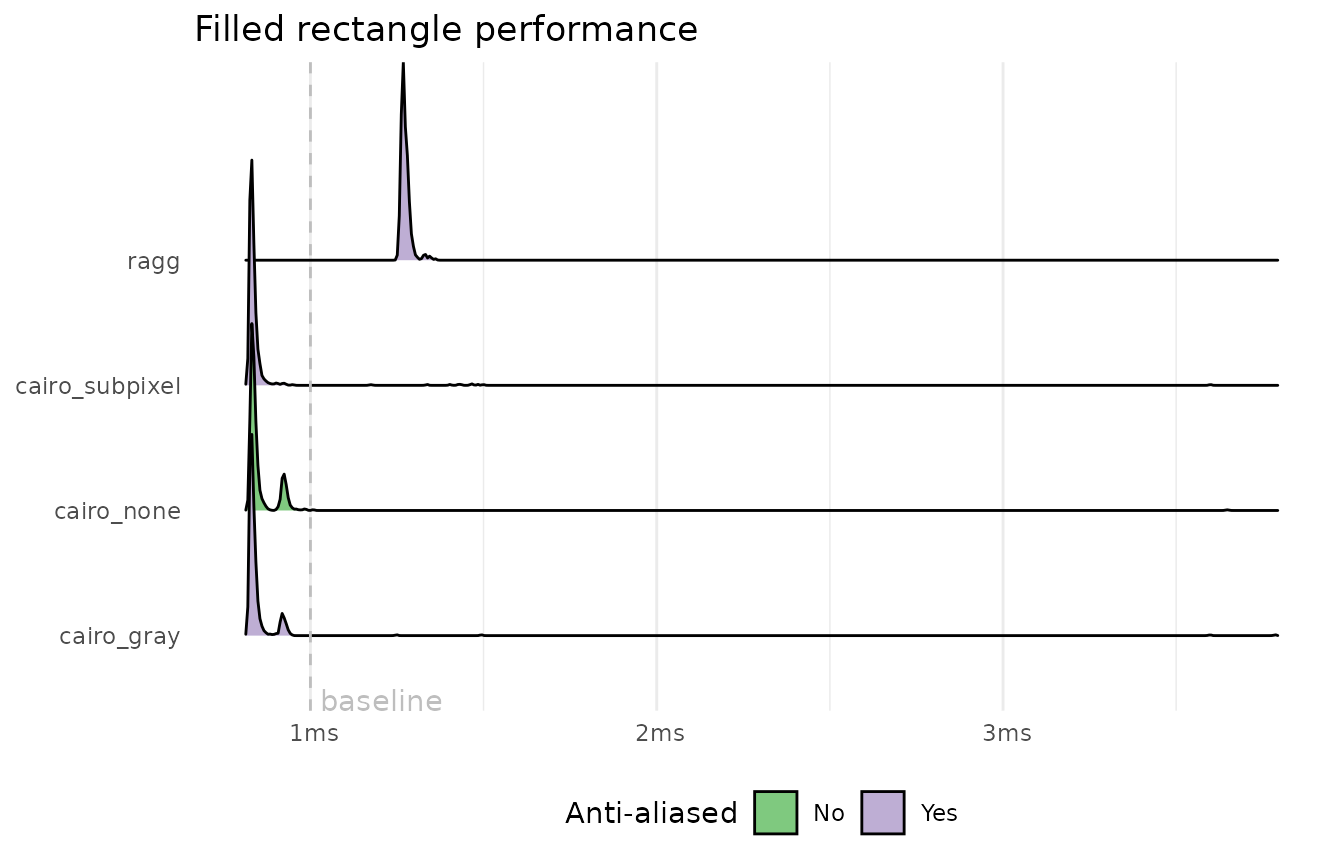 Filled rectangle performance
ragg
cairo_subpixel
cairo_none
cairo_gray
baseline
1ms 2ms 3ms
Anti-aliased No Yes